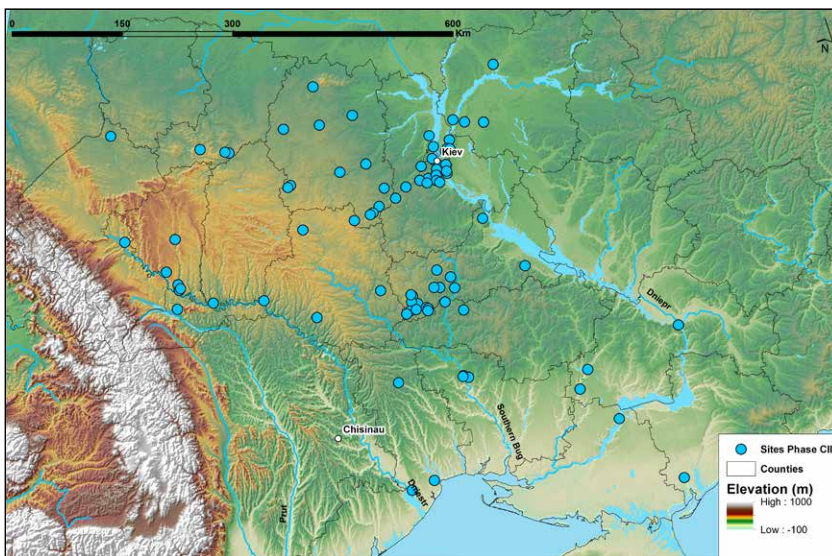 0 150 300 600
Km
N
Kiev
Dniepr
Southern Bug
Chisinau
Dniestr
Prut
Sites Phase CII
Counties
Elevation (m)
High : 1000
Low : -100